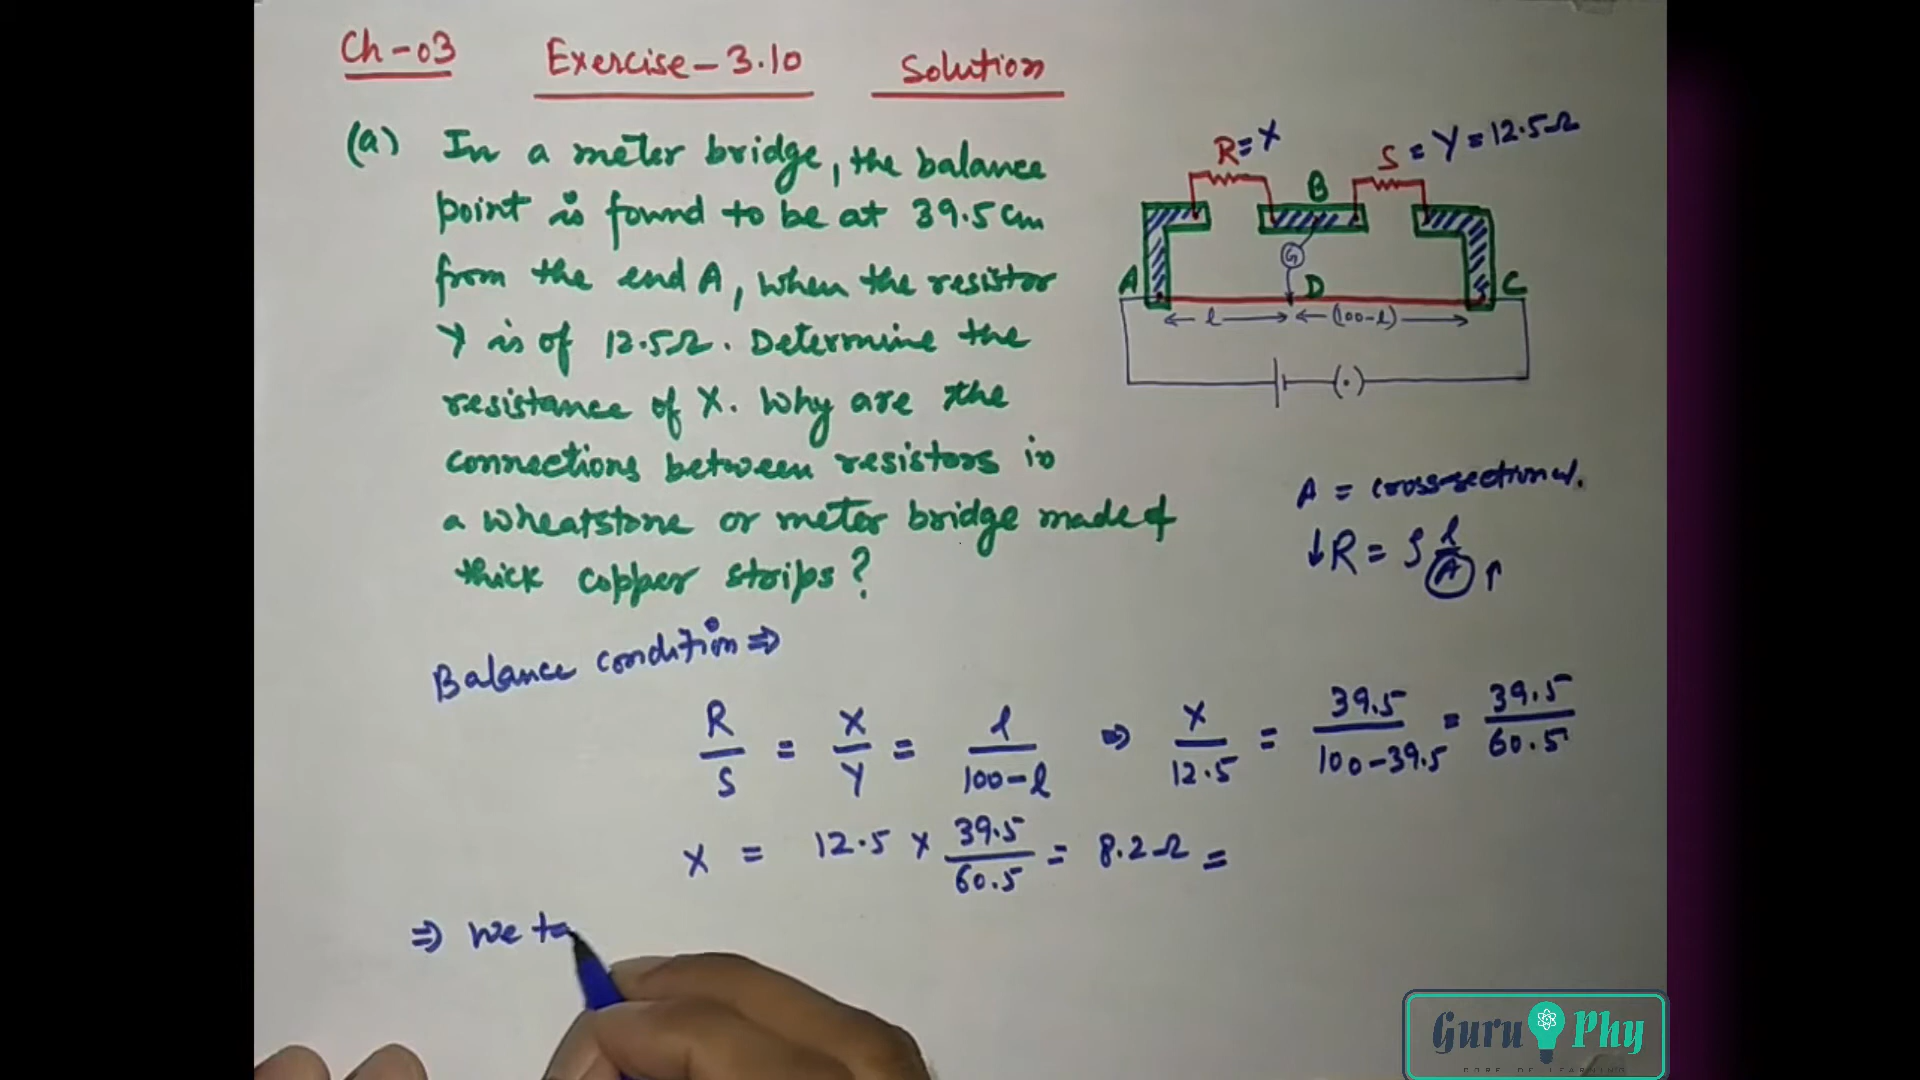 Ch-03 Exercise-3.10 Solution
(a) In a meter bridge, the balance
point is found to be at 39.5 cm
from the end A, when the resistor
Y is of 12.5Ω. Determine the
resistance of X. Why are the
connections between resistors in
a wheatstone or meter bridge made of
thick copper strips?
R = X
S = Y = 12.5Ω
B
G
A D C
l (100-l)
A = cross-sectional.
↓R = ρ l/A ↑
Balance condition ⇒
R/S = X/Y = l/(100-l) ⇒ X/12.5 = 39.5/(100-39.5) = 39.5/60.5
X = 12.5 × 39.5/60.5 = 8.2Ω =
⇒ We ta
Guru Phy